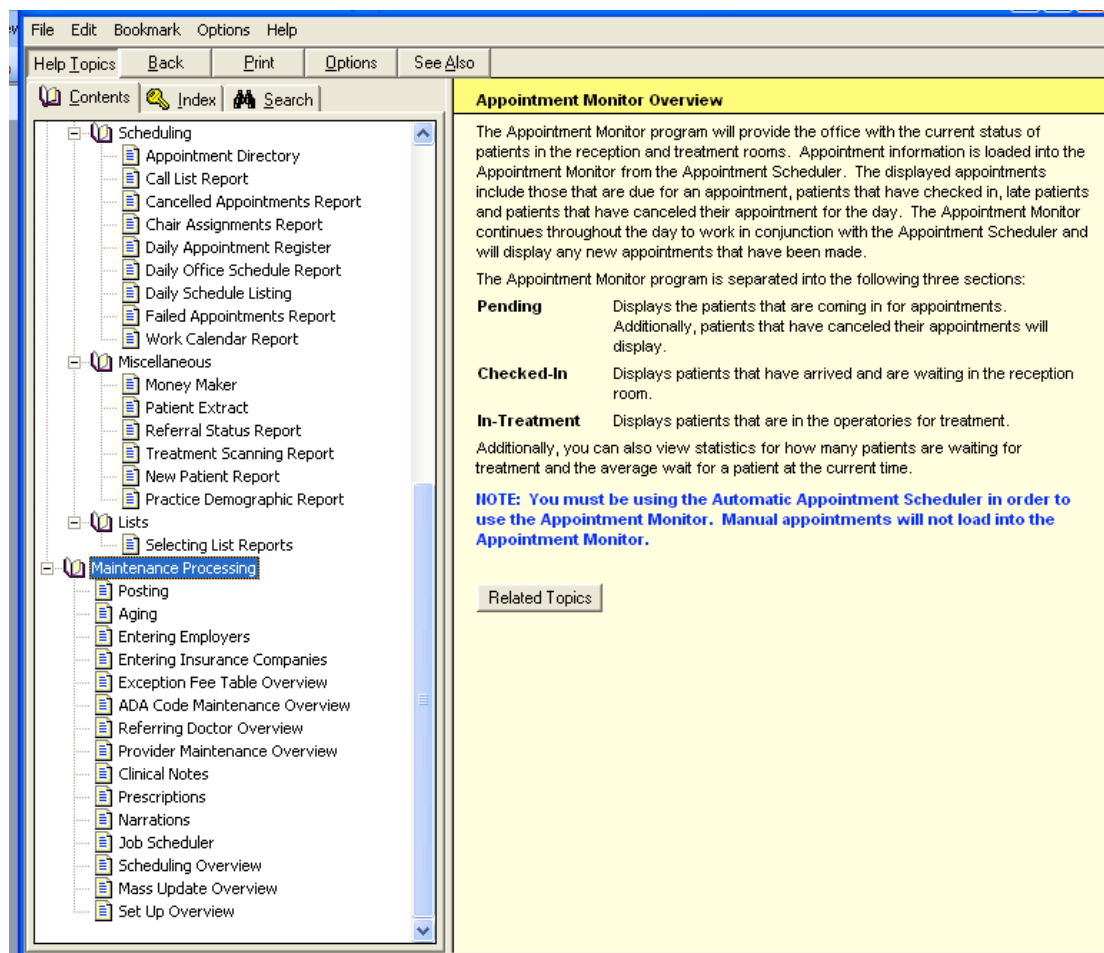 File Edit Bookmark Options Help
Help Topics Back Print Options See Also
Contents Index Search
Scheduling
Appointment Directory
Call List Report
Cancelled Appointments Report
Chair Assignments Report
Daily Appointment Register
Daily Office Schedule Report
Daily Schedule Listing
Failed Appointments Report
Work Calendar Report
Miscellaneous
Money Maker
Patient Extract
Referral Status Report
Treatment Scanning Report
New Patient Report
Practice Demographic Report
Lists
Selecting List Reports
Maintenance Processing
Posting
Aging
Entering Employers
Entering Insurance Companies
Exception Fee Table Overview
ADA Code Maintenance Overview
Referring Doctor Overview
Provider Maintenance Overview
Clinical Notes
Prescriptions
Narrations
Job Scheduler
Scheduling Overview
Mass Update Overview
Set Up Overview
Appointment Monitor Overview
The Appointment Monitor program will provide the office with the current status of
patients in the reception and treatment rooms. Appointment information is loaded into the
Appointment Monitor from the Appointment Scheduler. The displayed appointments
include those that are due for an appointment, patients that have checked in, late patients
and patients that have canceled their appointment for the day. The Appointment Monitor
continues throughout the day to work in conjunction with the Appointment Scheduler and
will display any new appointments that have been made.
The Appointment Monitor program is separated into the following three sections:
Pending Displays the patients that are coming in for appointments.
Additionally, patients that have canceled their appointments will
display.
Checked-In Displays patients that have arrived and are waiting in the reception
room.
In-Treatment Displays patients that are in the operatories for treatment.
Additionally, you can also view statistics for how many patients are waiting for
treatment and the average wait for a patient at the current time.
NOTE: You must be using the Automatic Appointment Scheduler in order to
use the Appointment Monitor. Manual appointments will not load into the
Appointment Monitor.
Related Topics